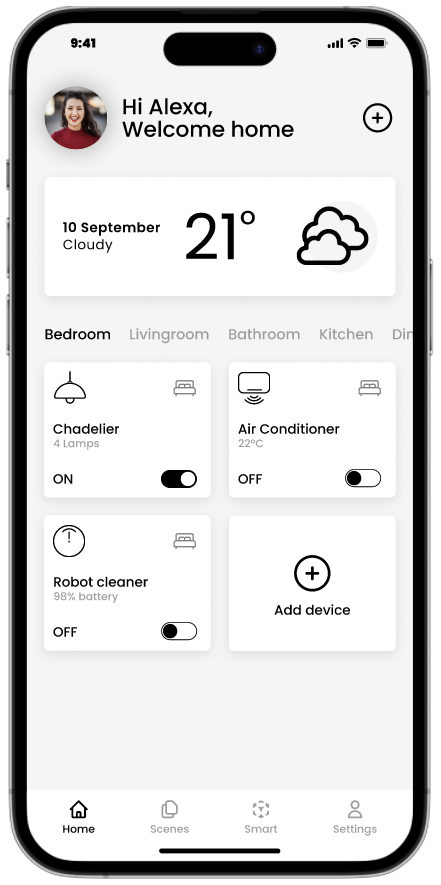 9:41
Hi Alexa,
Welcome home
10 September
Cloudy
21°
Bedroom Livingroom Bathroom Kitchen Din
Chadelier
4 Lamps
ON
Air Conditioner
22°C
OFF
Robot cleaner
98% battery
OFF
Add device
Home Scenes Smart Settings